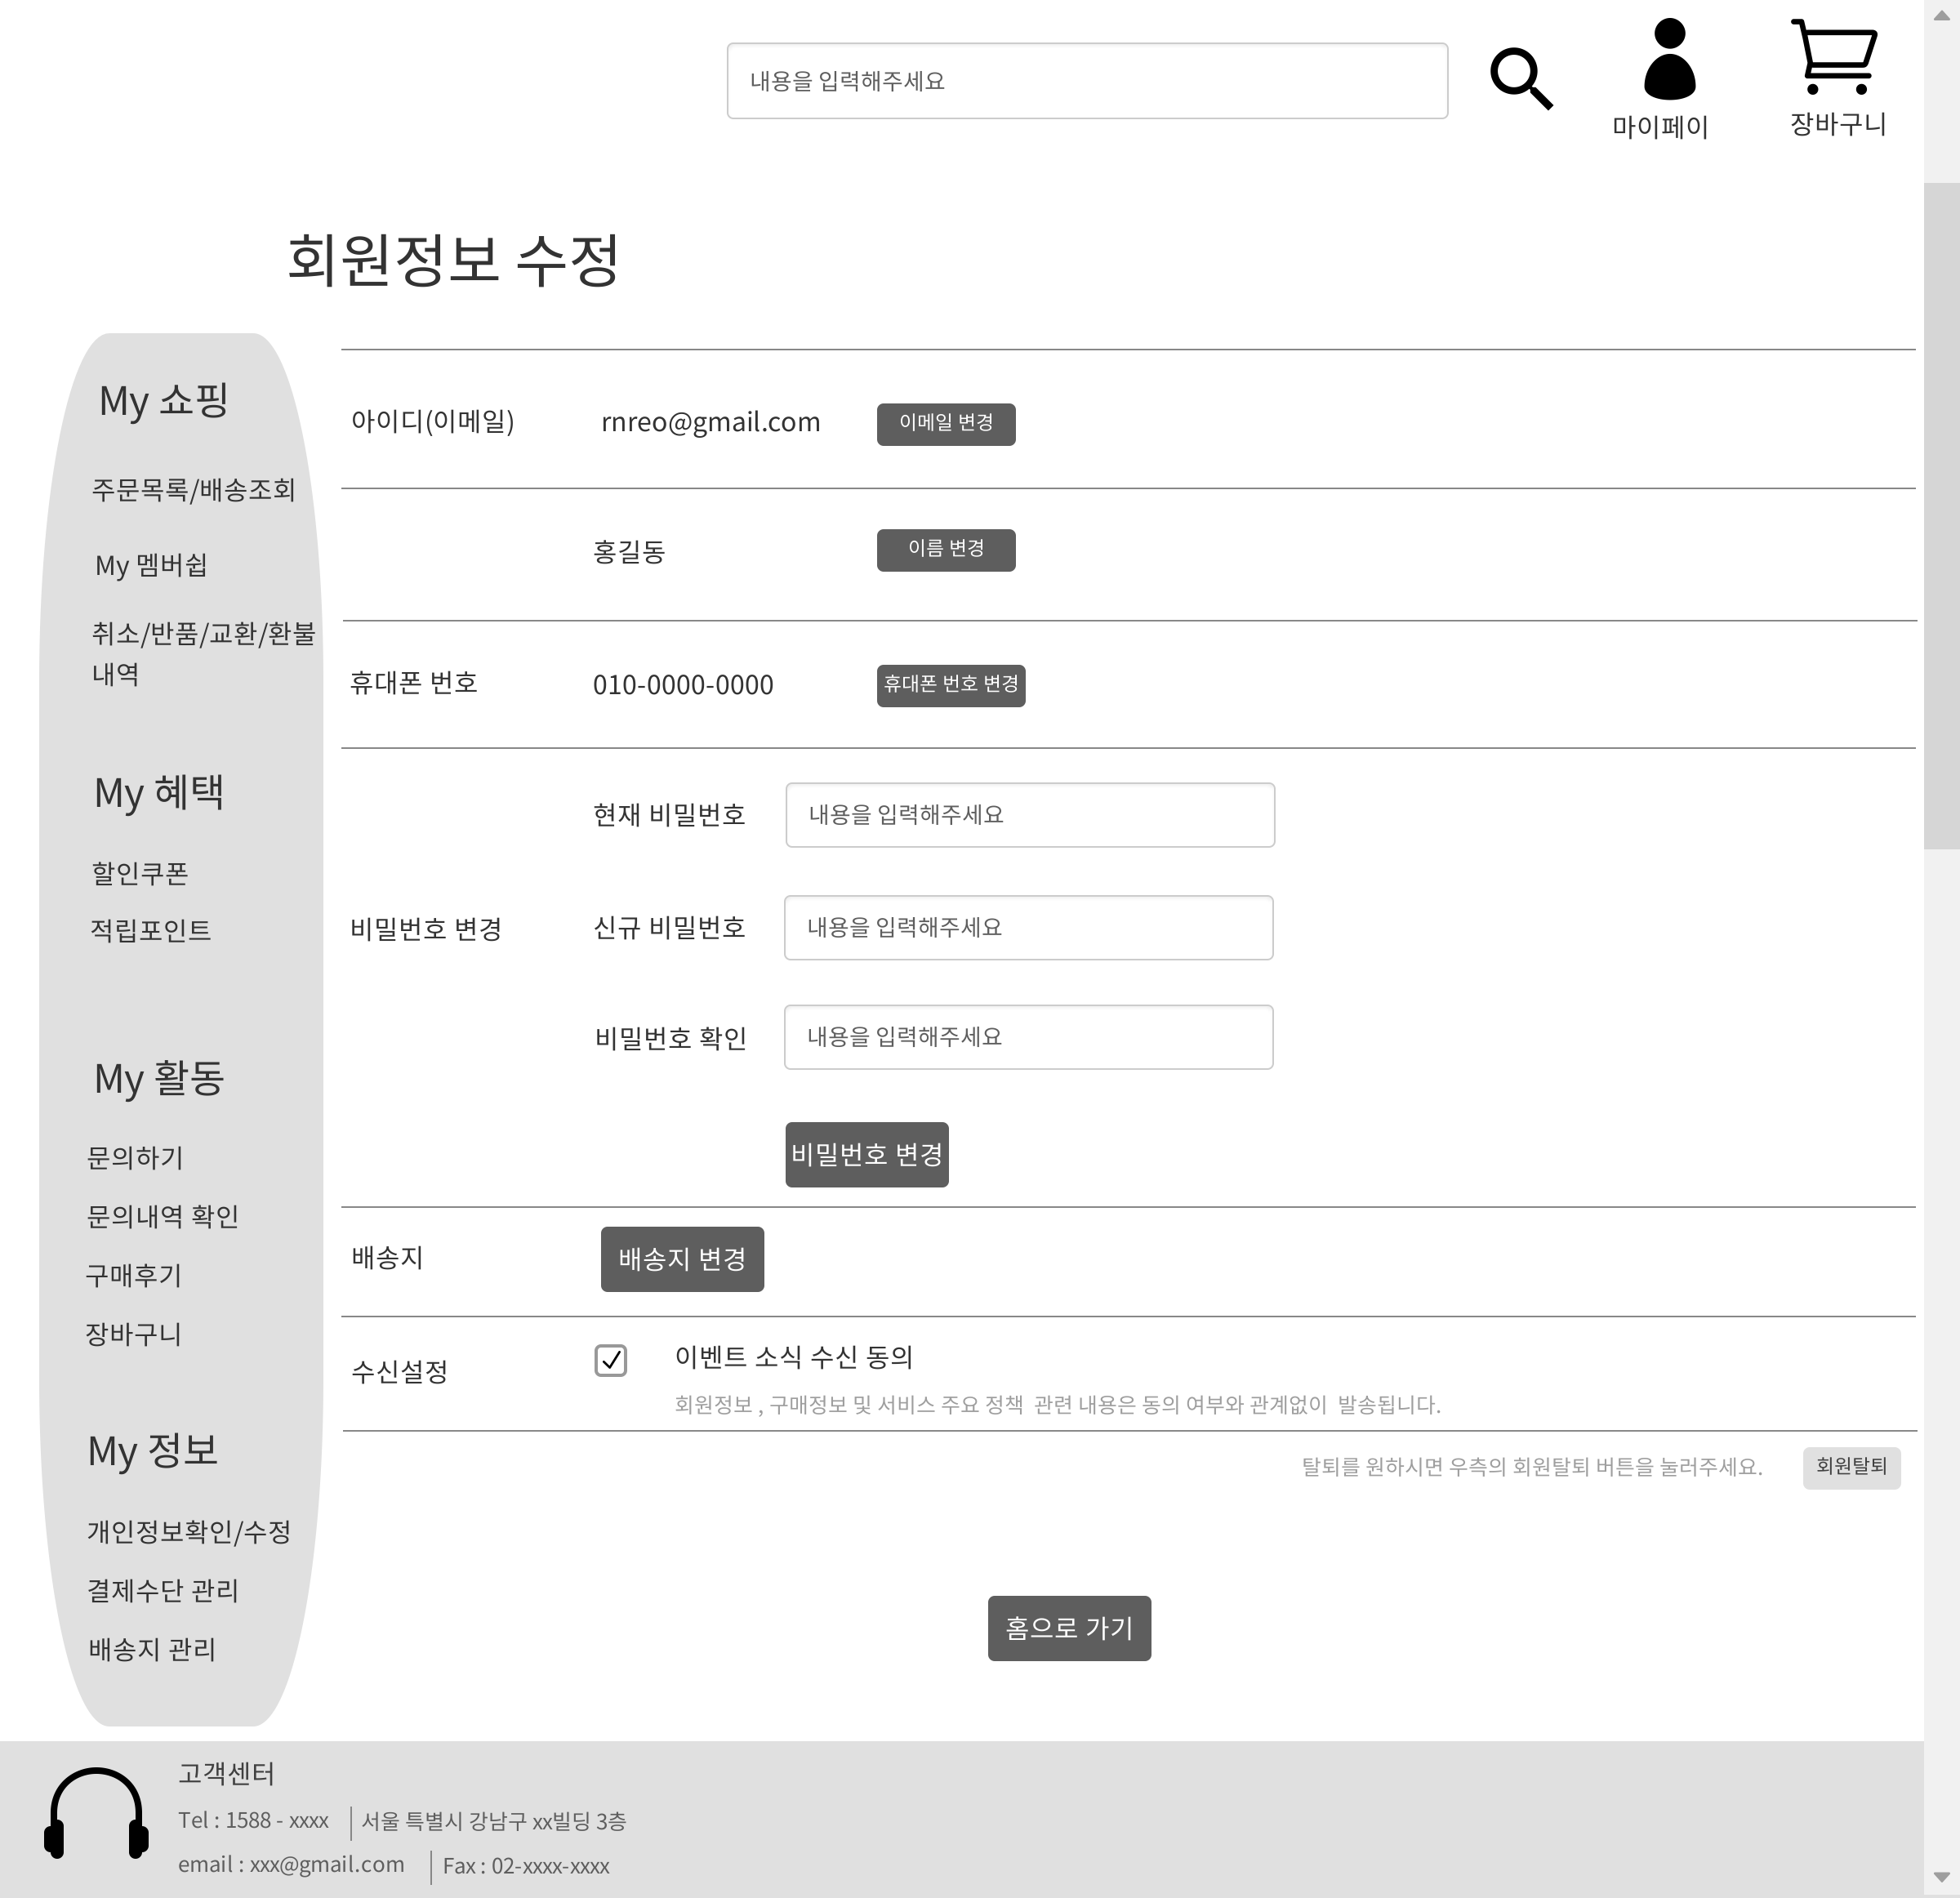 내용을 입력해주세요
마이페이
장바구니
회원정보 수정
My 쇼핑
주문목록/배송조회
My 멤버쉽
취소/반품/교환/환불
내역
My 혜택
할인쿠폰
적립포인트
My 활동
문의하기
문의내역 확인
구매후기
장바구니
My 정보
개인정보확인/수정
결제수단 관리
배송지 관리
아이디(이메일) rnreo@gmail.com 이메일 변경
홍길동 이름 변경
휴대폰 번호 010-0000-0000 휴대폰 번호 변경
현재 비밀번호 내용을 입력해주세요
비밀번호 변경 신규 비밀번호 내용을 입력해주세요
비밀번호 확인 내용을 입력해주세요
비밀번호 변경
배송지 배송지 변경
수신설정 이벤트 소식 수신 동의
회원정보 , 구매정보 및 서비스 주요 정책 관련 내용은 동의 여부와 관계없이 발송됩니다.
탈퇴를 원하시면 우측의 회원탈퇴 버튼을 눌러주세요. 회원탈퇴
홈으로 가기
고객센터
Tel : 1588 - xxxx 서울 특별시 강남구 xx빌딩 3층
email : xxx@gmail.com Fax : 02-xxxx-xxxx